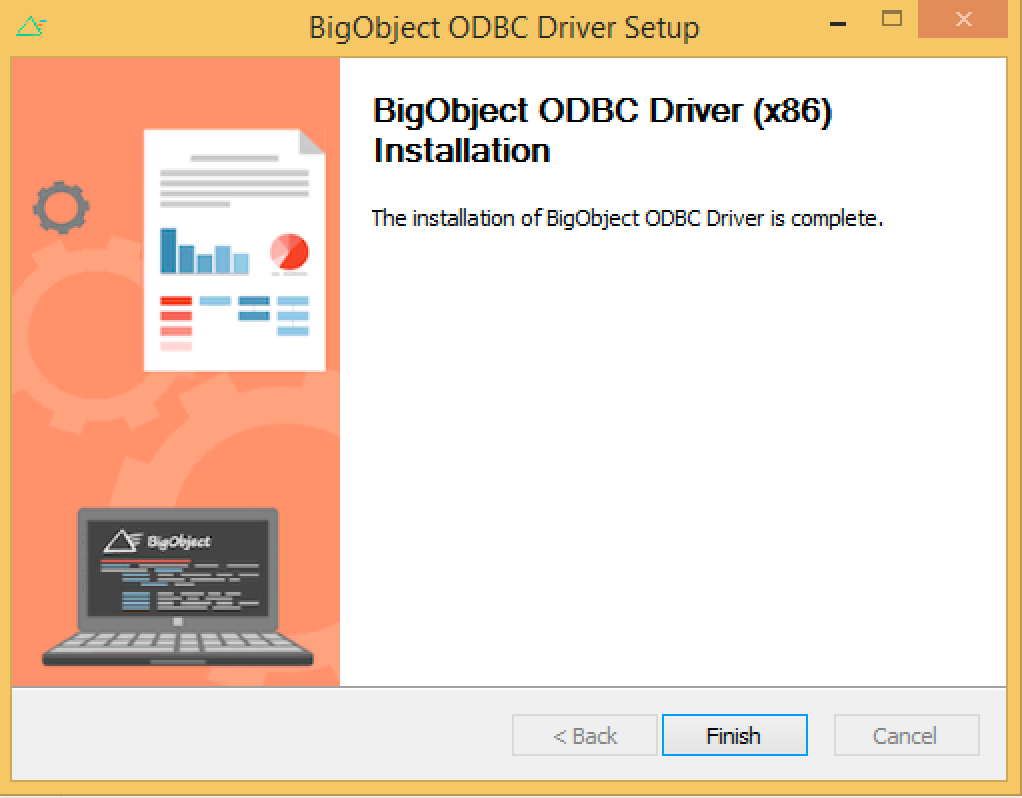 BigObject ODBC Driver Setup
BigObject ODBC Driver (x86)
Installation
The installation of BigObject ODBC Driver is complete.
BigObject
< Back
Finish
Cancel